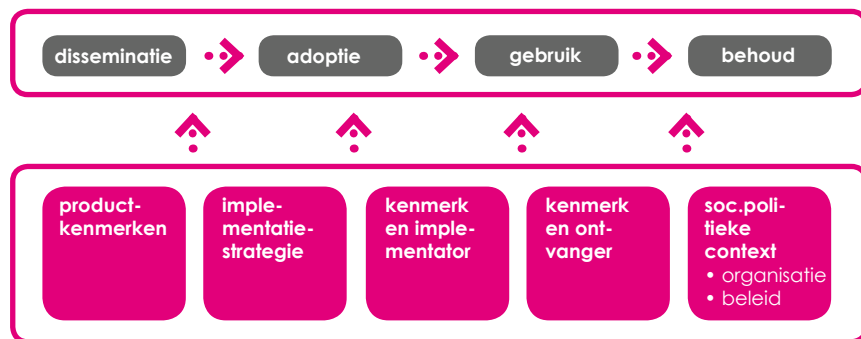 disseminatie
adoptie
gebruik
behoud
product-
kenmerken
imple-
mentatie-
strategie
kenmerk
en imple-
mentator
kenmerk
en ont-
vanger
soc.poli-
tieke
context
• organisatie
• beleid